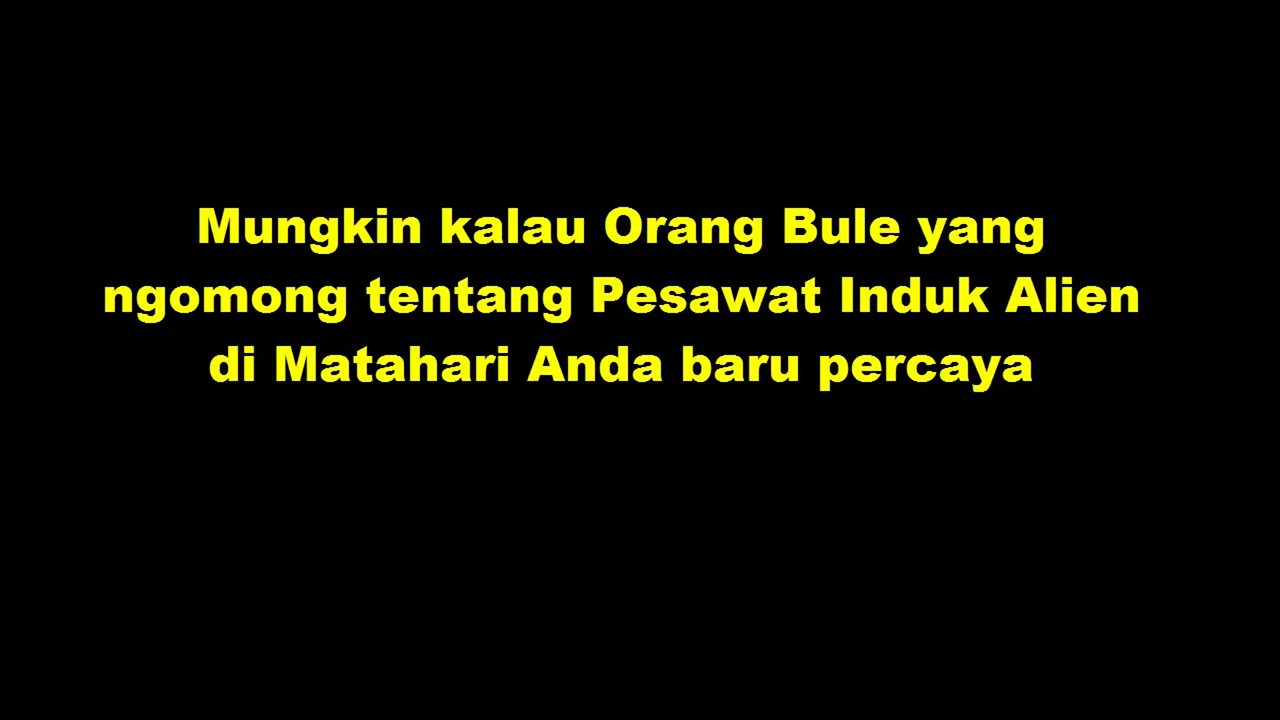 Mungkin kalau Orang Bule yang
ngomong tentang Pesawat Induk Alien
di Matahari Anda baru percaya